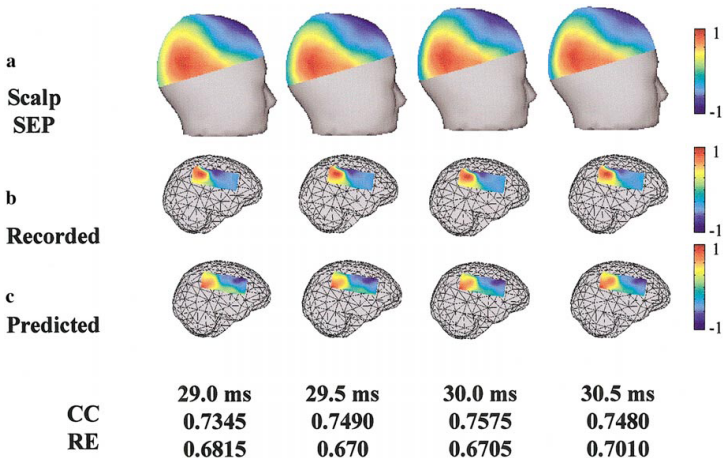 a
Scalp
SEP
1
-1
b
Recorded
1
-1
c
Predicted
1
-1
29.0 ms 29.5 ms 30.0 ms 30.5 ms
CC 0.7345 0.7490 0.7575 0.7480
RE 0.6815 0.670 0.6705 0.7010